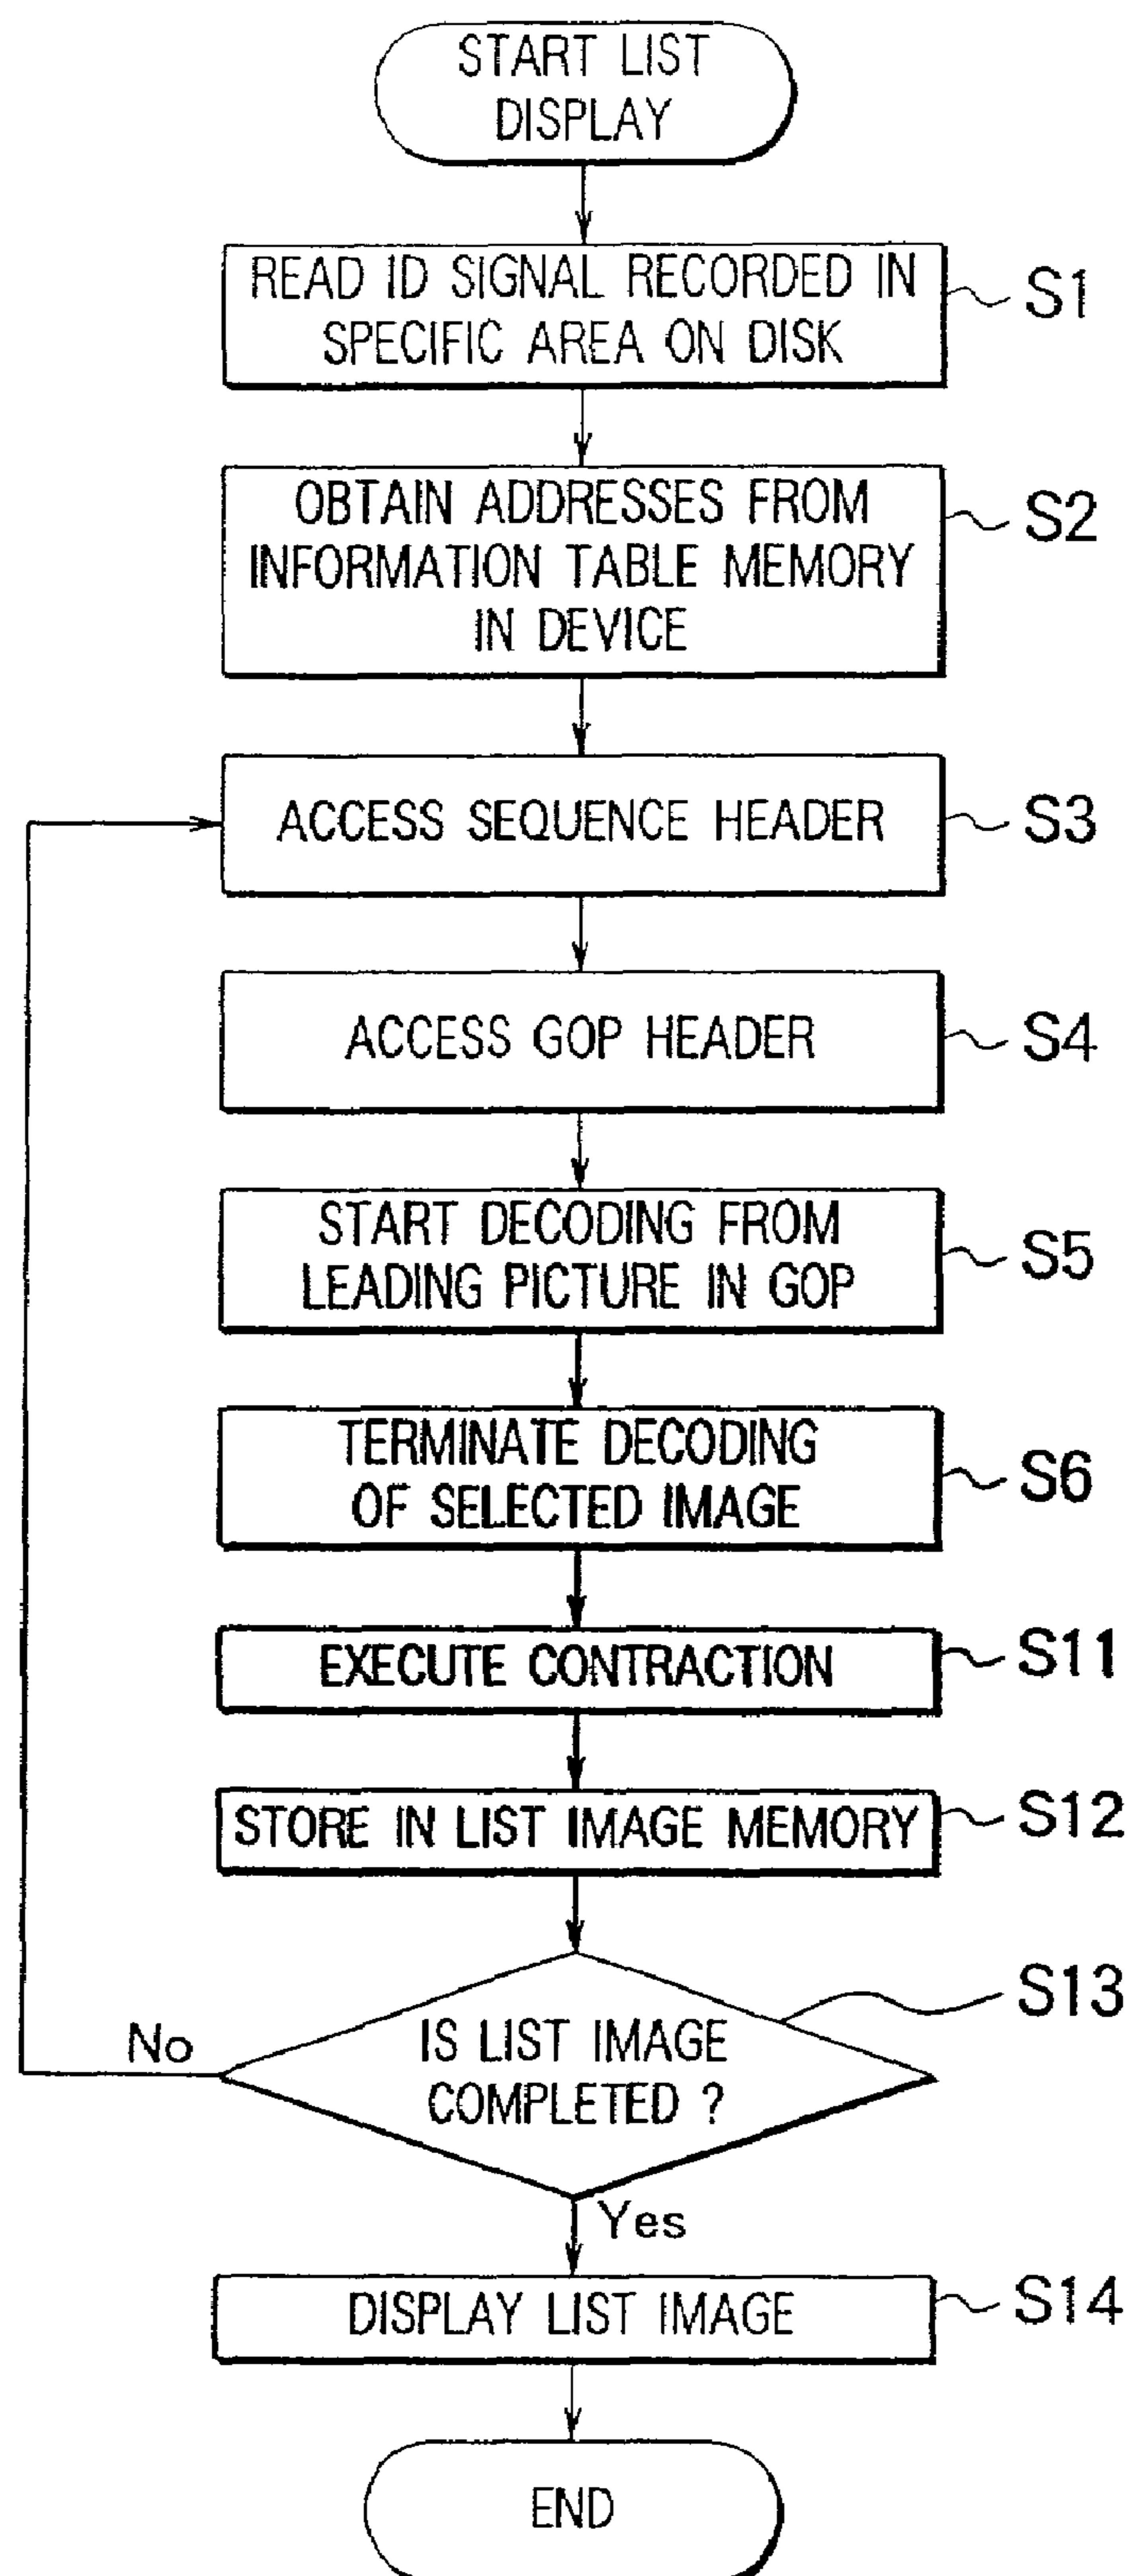 START LIST
DISPLAY
READ ID SIGNAL RECORDED IN
SPECIFIC AREA ON DISK
S1
OBTAIN ADDRESSES FROM
INFORMATION TABLE MEMORY
IN DEVICE
S2
ACCESS SEQUENCE HEADER
S3
ACCESS GOP HEADER
S4
START DECODING FROM
LEADING PICTURE IN GOP
S5
TERMINATE DECODING
OF SELECTED IMAGE
S6
EXECUTE CONTRACTION
S11
STORE IN LIST IMAGE MEMORY
S12
IS LIST IMAGE
COMPLETED ?
S13
No
Yes
DISPLAY LIST IMAGE
S14
END